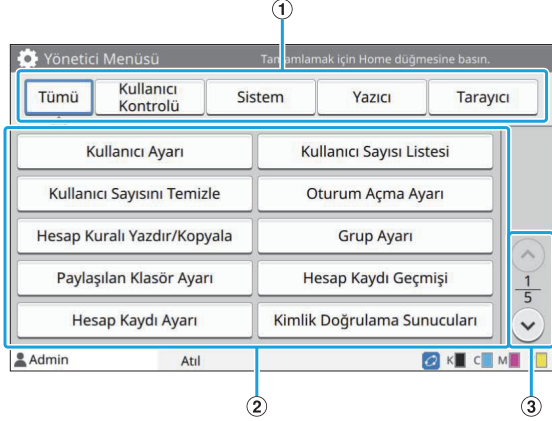 1
Yönetici Menüsü Tamamlamak için Home düğmesine basın.
Tümü Kullanıcı Kontrolü Sistem Yazıcı Tarayıcı
Kullanıcı Ayarı Kullanıcı Sayısı Listesi
Kullanıcı Sayısını Temizle Oturum Açma Ayarı
Hesap Kuralı Yazdır/Kopyala Grup Ayarı
Paylaşılan Klasör Ayarı Hesap Kaydı Geçmişi
1
5
Hesap Kaydı Ayarı Kimlik Doğrulama Sunucuları
Admin Atıl K C M
2 3